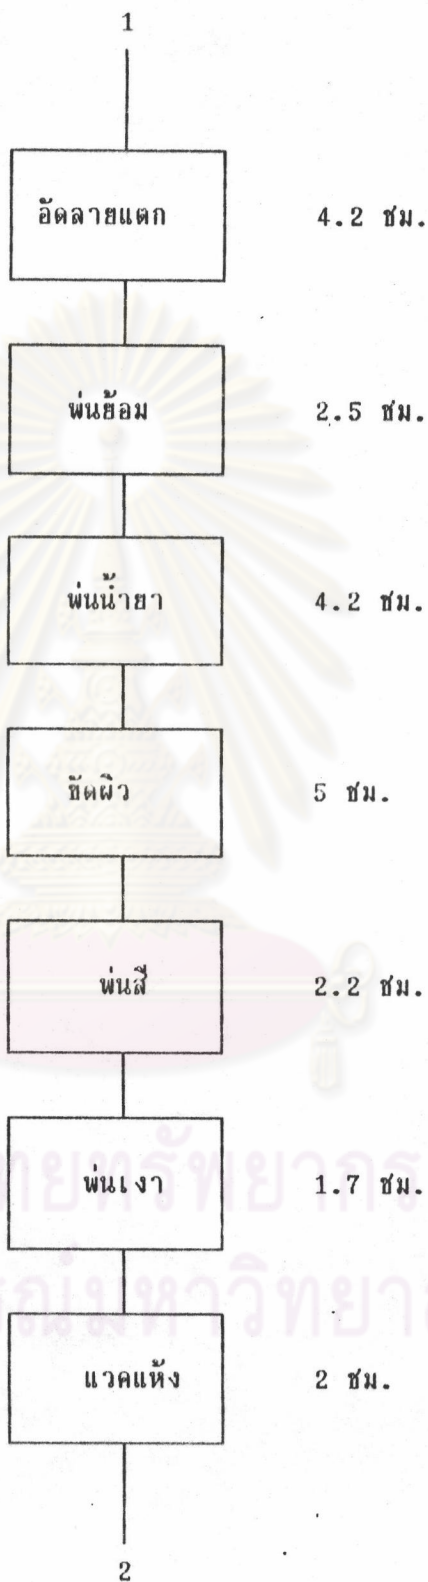 1
อัดลายแตก 4.2 ชม.
พ่นย้อม 2.5 ชม.
พ่นน้ำยา 4.2 ชม.
ขัดผิว 5 ชม.
พ่นสี 2.2 ชม.
พ่นเงา 1.7 ชม.
แวคแห้ง 2 ชม.
2